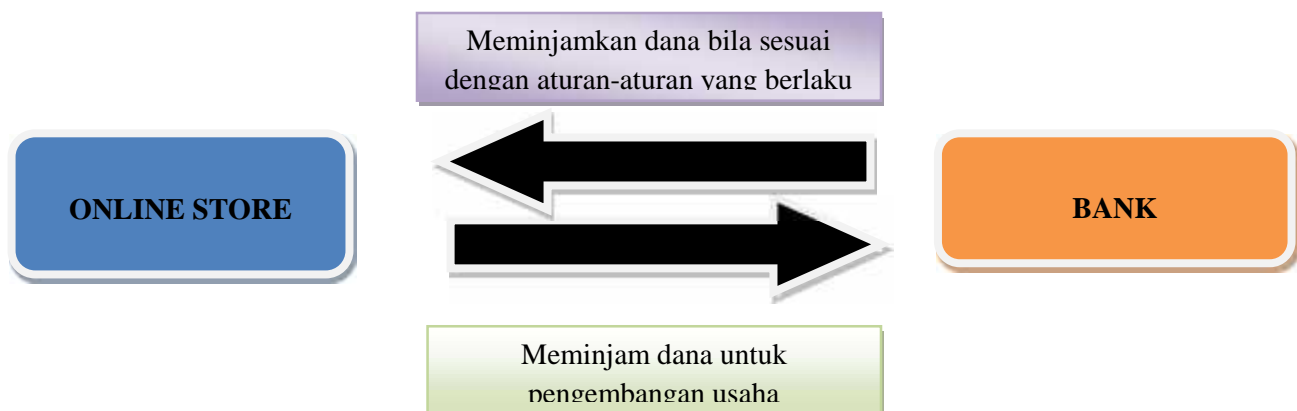 Meminjamkan dana bila sesuai
dengan aturan-aturan yang berlaku
ONLINE STORE
BANK
Meminjam dana untuk
pengembangan usaha